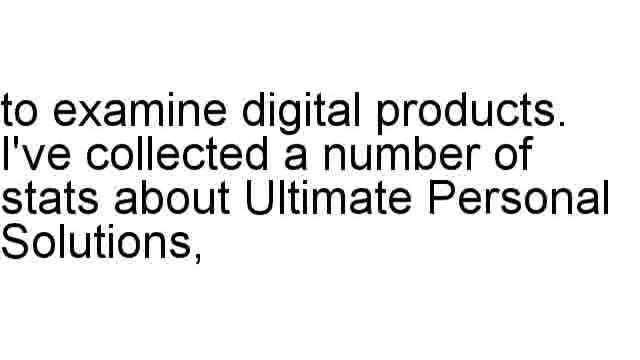 to examine digital products.
I've collected a number of
stats about Ultimate Personal
Solutions,